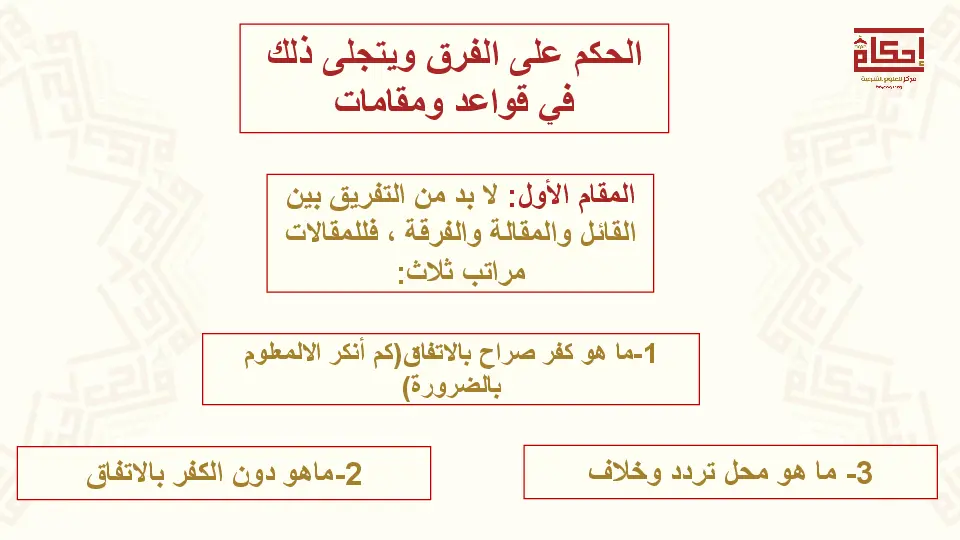 إحكام
مركز للعلوم الشرعية
الحكم على الفرق ويتجلى ذلك
في قواعد ومقامات
المقام الأول: لا بد من التفريق بين
القائل والمقالة والفرقة ، فللمقالات
مراتب ثلاث:
1-ما هو كفر صراح بالاتفاق(كم أنكر الالمعلوم
بالضرورة)
3- ما هو محل تردد وخلاف
2-ماهو دون الكفر بالاتفاق